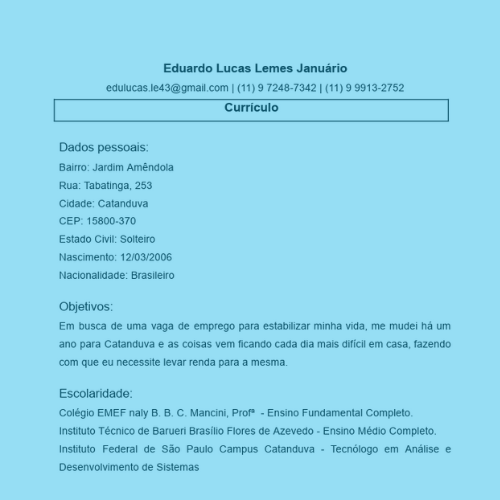 Eduardo Lucas Lemes Januário
edulucas.le43@gmail.com | (11) 9 7248-7342 | (11) 9 9913-2752
Currículo
Dados pessoais:
Bairro: Jardim Amêndola
Rua: Tabatinga, 253
Cidade: Catanduva
CEP: 15800-370
Estado Civil: Solteiro
Nascimento: 12/03/2006
Nacionalidade: Brasileiro
Objetivos:
Em busca de uma vaga de emprego para estabilizar minha vida, me mudei há um
ano para Catanduva e as coisas vem ficando cada dia mais difícil em casa, fazendo
com que eu necessite levar renda para a mesma.
Escolaridade:
Colégio EMEF naly B. B. C. Mancini, Profª - Ensino Fundamental Completo.
Instituto Técnico de Barueri Brasílio Flores de Azevedo - Ensino Médio Completo.
Instituto Federal de São Paulo Campus Catanduva - Tecnólogo em Análise e
Desenvolvimento de Sistemas